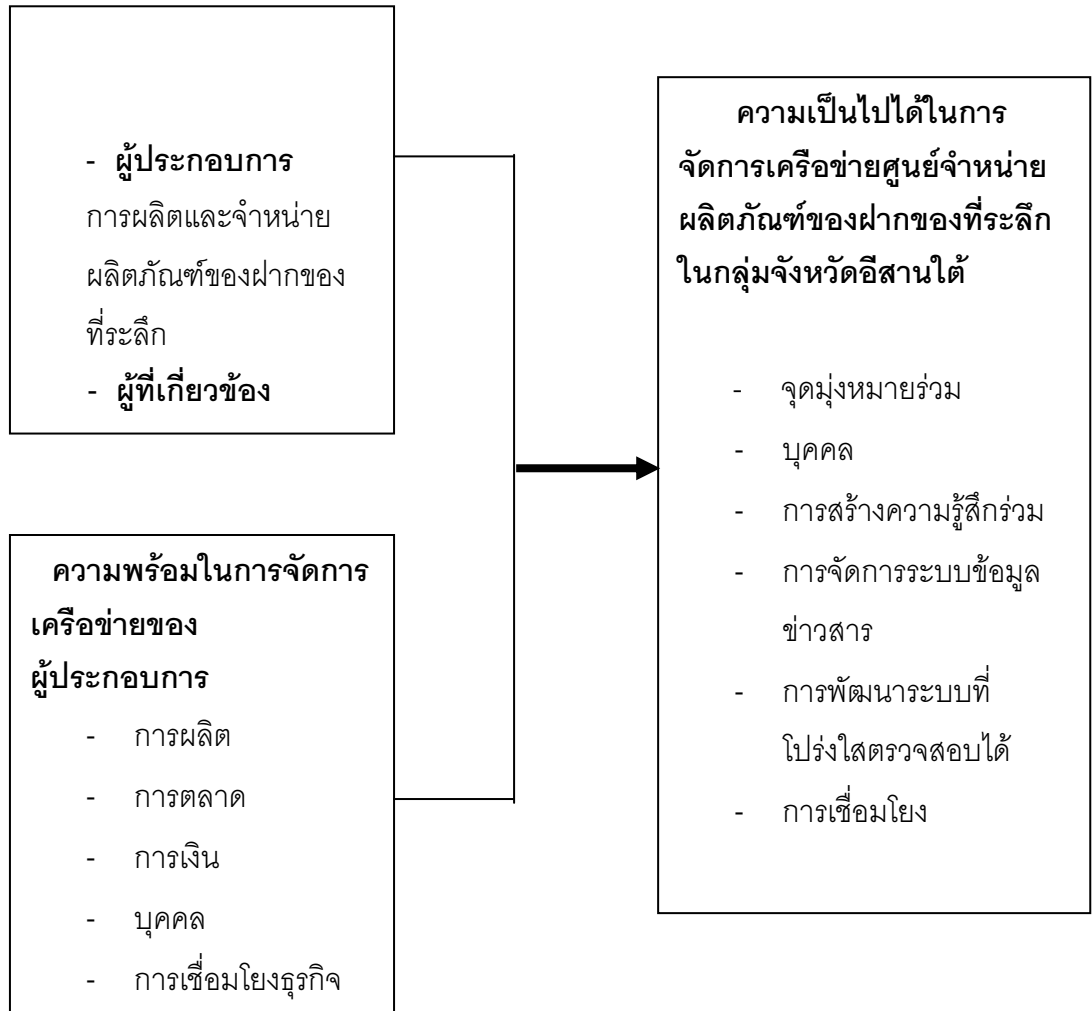 - ผู้ประกอบการ
การผลิตและจำหน่าย
ผลิตภัณฑ์ของฝากของ
ที่ระลึก
- ผู้ที่เกี่ยวข้อง
ความพร้อมในการจัดการ
เครือข่ายของ
ผู้ประกอบการ
- การผลิต
- การตลาด
- การเงิน
- บุคคล
- การเชื่อมโยงธุรกิจ
ความเป็นไปได้ในการ
จัดการเครือข่ายศูนย์จำหน่าย
ผลิตภัณฑ์ของฝากของที่ระลึก
ในกลุ่มจังหวัดอีสานใต้
- จุดมุ่งหมายร่วม
- บุคคล
- การสร้างความรู้สึกร่วม
- การจัดการระบบข้อมูล
ข่าวสาร
- การพัฒนาระบบที่
โปร่งใสตรวจสอบได้
- การเชื่อมโยง